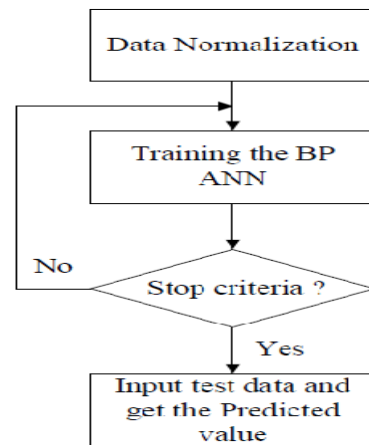 Data Normalization
Training the BP
ANN
No
Stop criteria ?
Yes
Input test data and
get the Predicted
value